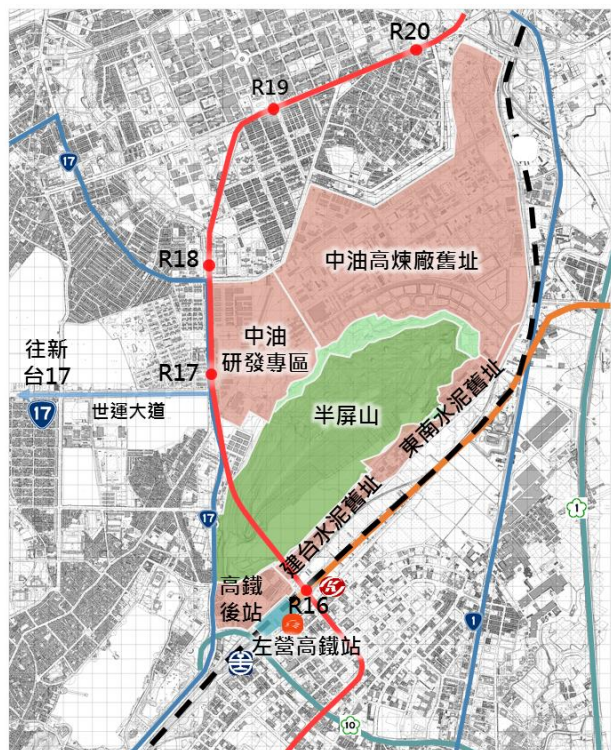 R20
R19
17
中油高煉廠舊址
R18
中油
研發專區
往新
台17
R17
17
世運大道
半屏山
東南水泥舊址
建台水泥舊址
17
1
高鐵
後站
R16
左營高鐵站
1
10